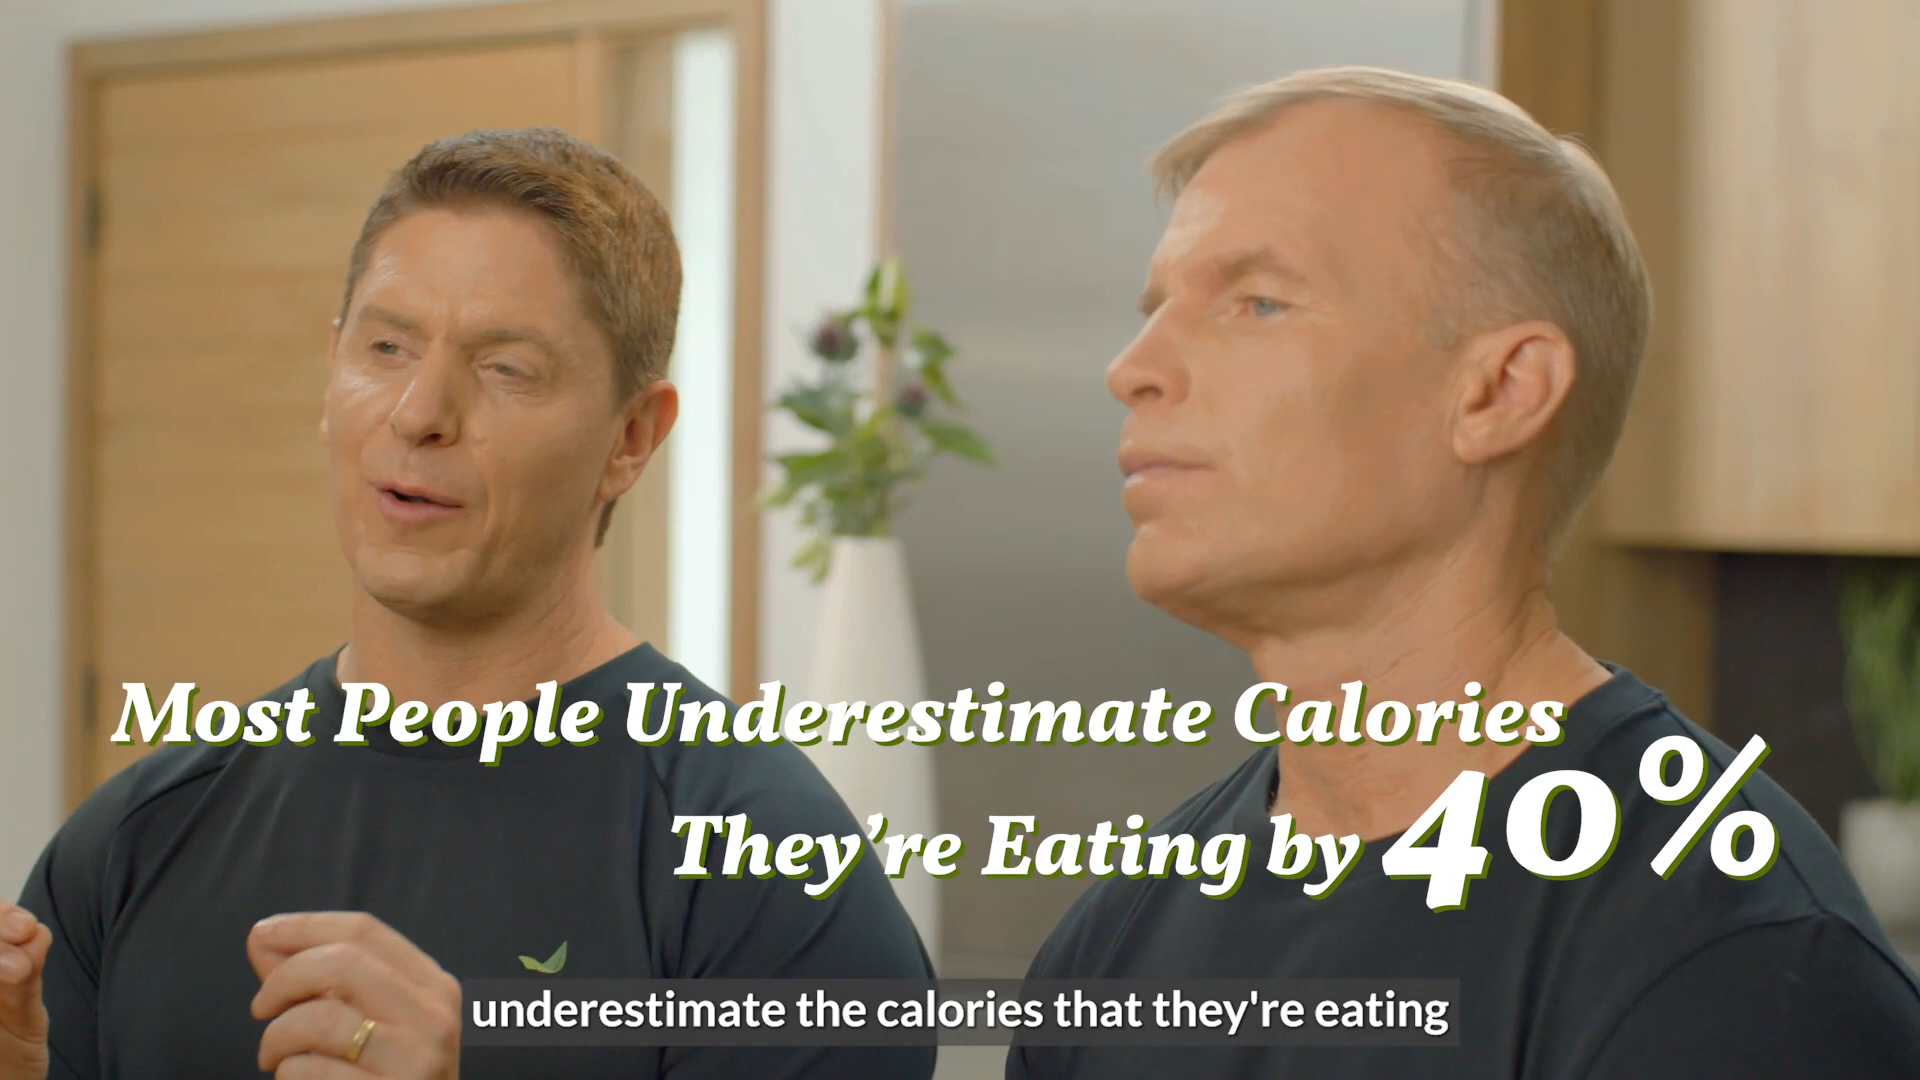 Most People Underestimate Calories
They’re Eating by 40%
underestimate the calories that they're eating